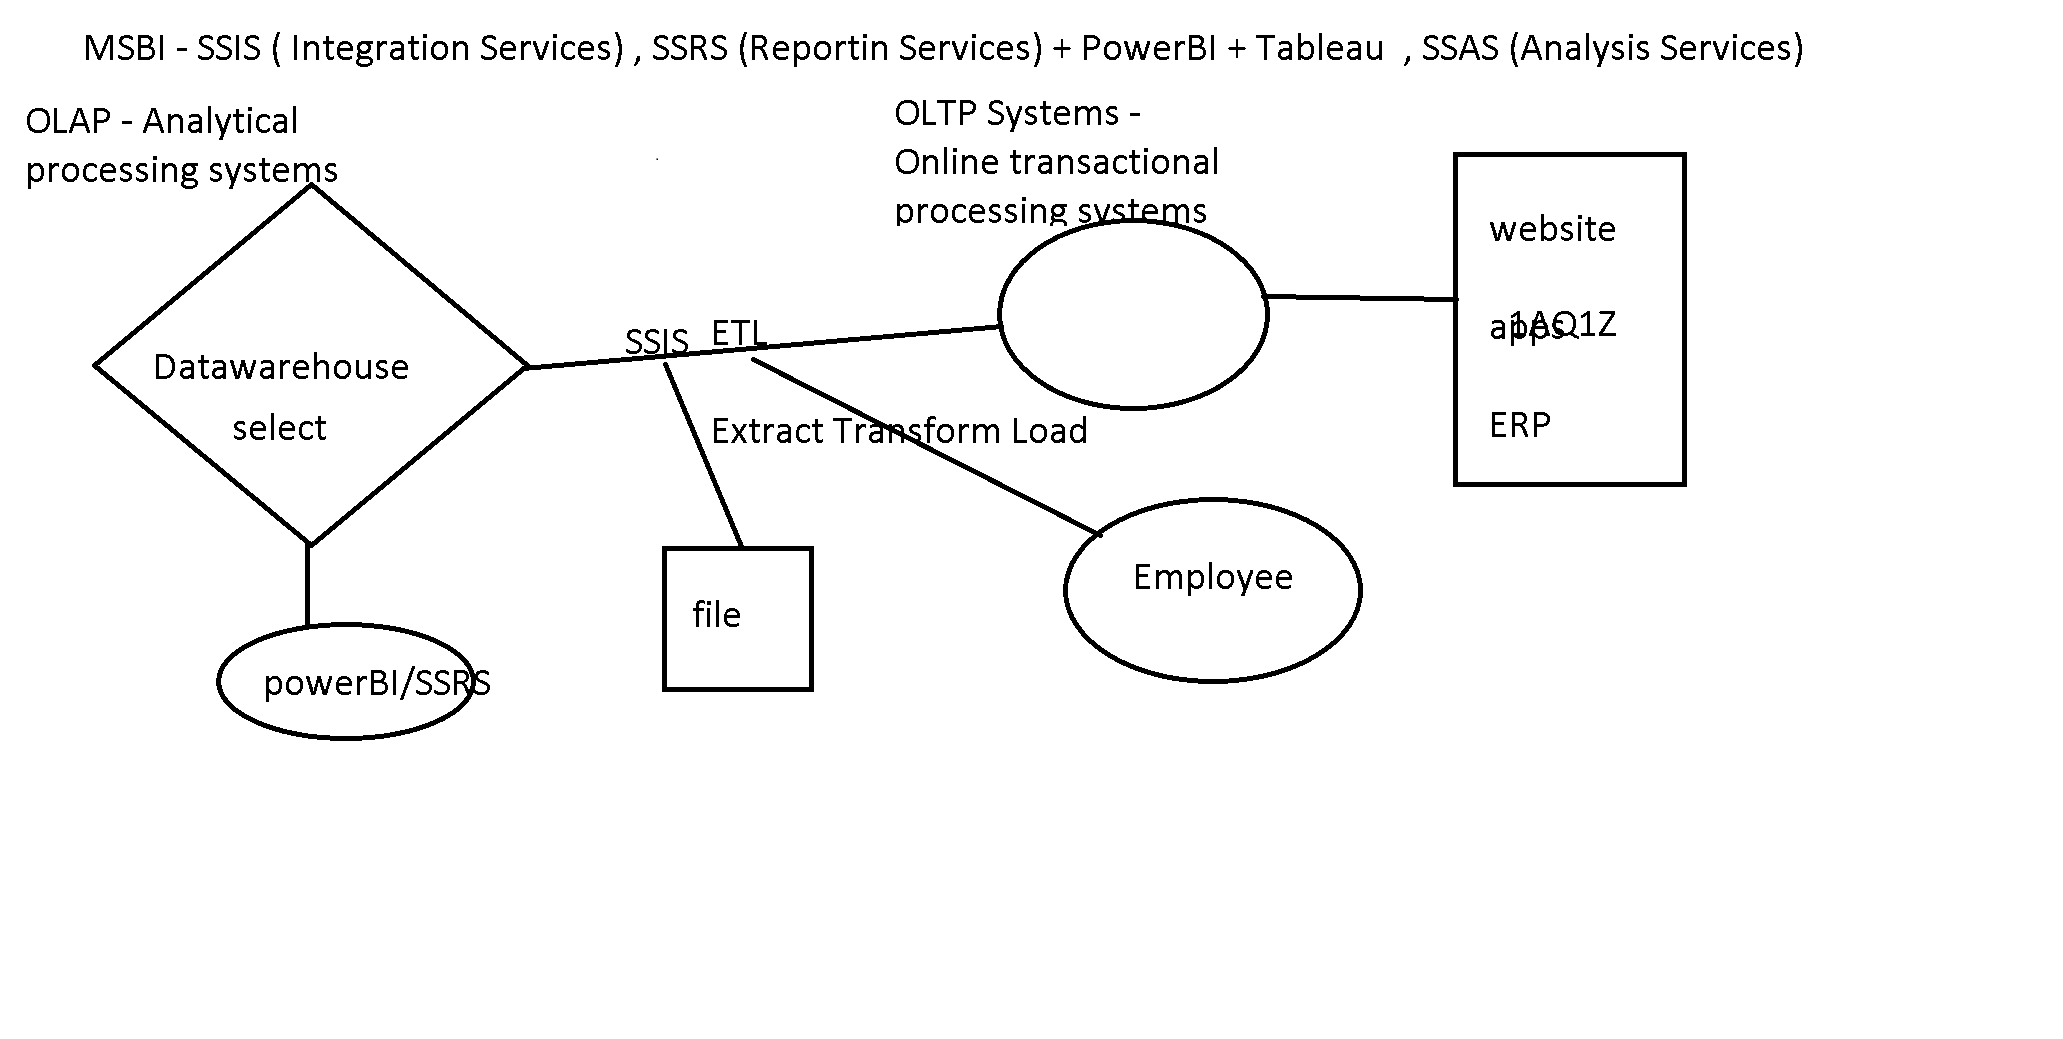 MSBI - SSIS ( Integration Services) , SSRS (Reportin Services) + PowerBI + Tableau , SSAS (Analysis Services)
OLAP - Analytical
processing systems
OLTP Systems -
Online transactional
processing systems
website
apps
1AQ1Z
ERP
SSIS
ETL
Extract Transform Load
Datawarehouse
select
file
Employee
powerBI/SSRS